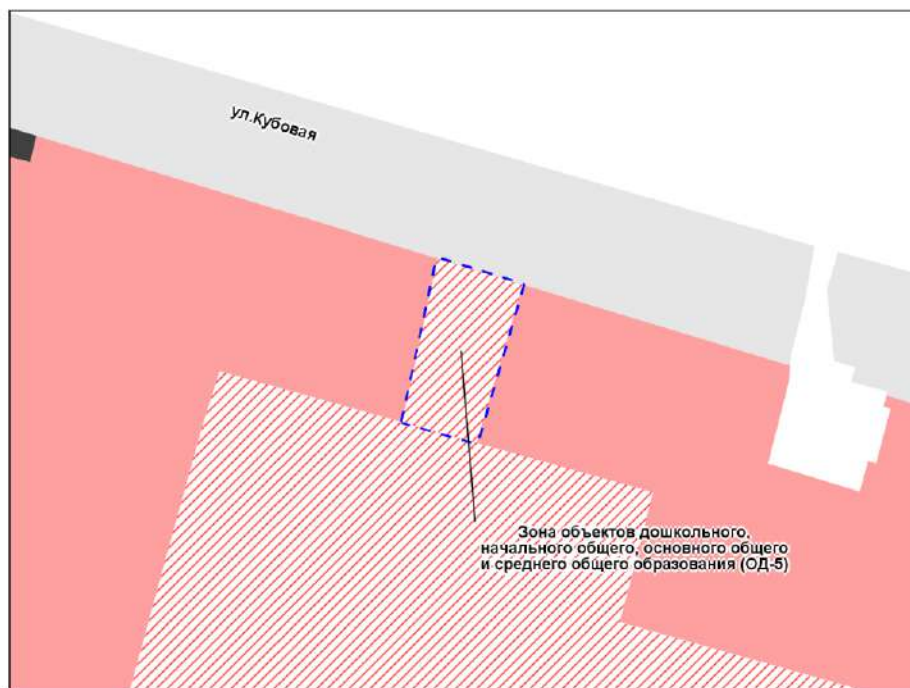 ул.Кубовая
Зона объектов дошкольного,
начального общего, основного общего
и среднего общего образования (ОД-5)